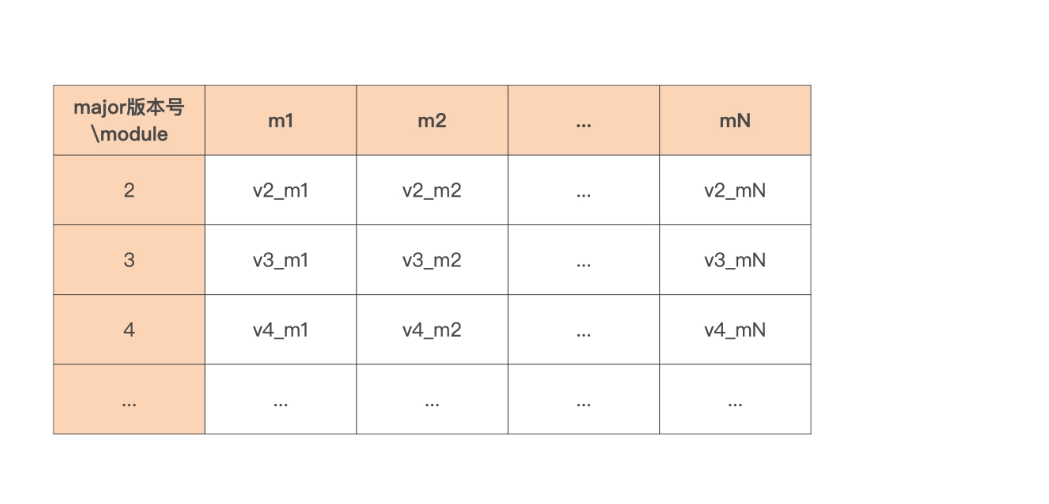 major版本号
\module
m1
m2
...
mN
2
v2_m1
v2_m2
...
v2_mN
3
v3_m1
v3_m2
...
v3_mN
4
v4_m1
v4_m2
...
v4_mN
...
...
...
...
...